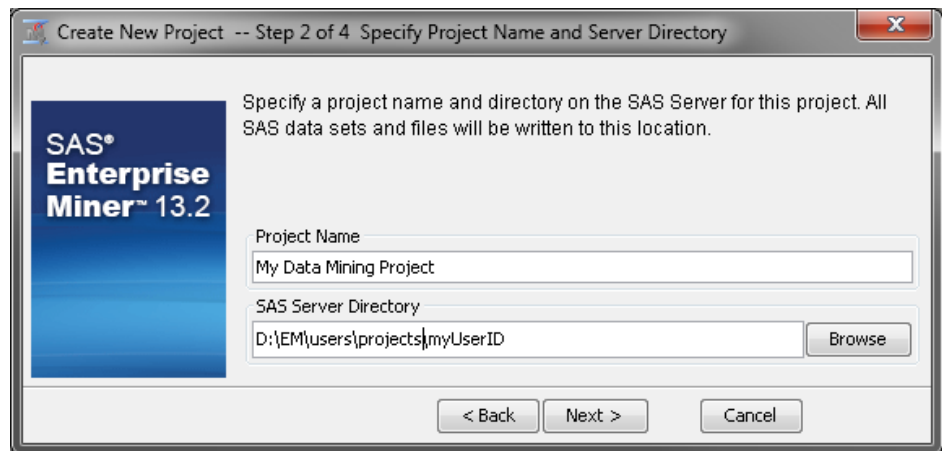 Create New Project -- Step 2 of 4 Specify Project Name and Server Directory
Specify a project name and directory on the SAS Server for this project. All
SAS data sets and files will be written to this location.
SAS®
Enterprise
Miner™ 13.2
Project Name
My Data Mining Project
SAS Server Directory
D:\EM\users\projects\myUserID
Browse
< Back
Next >
Cancel